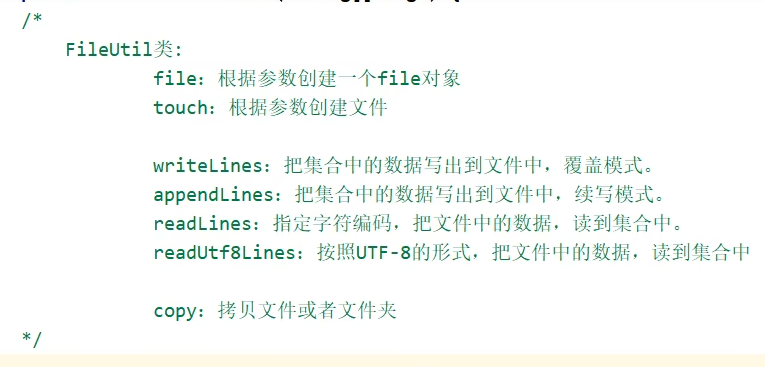 /*
FileUtil类:
file: 根据参数创建一个file对象
touch: 根据参数创建文件
writeLines: 把集合中的数据写出到文件中，覆盖模式。
appendLines: 把集合中的数据写出到文件中，续写模式。
readLines: 指定字符编码，把文件中的数据，读到集合中。
readUtf8Lines: 按照UTF-8的形式，把文件中的数据，读到集合中
copy: 拷贝文件或者文件夹
*/